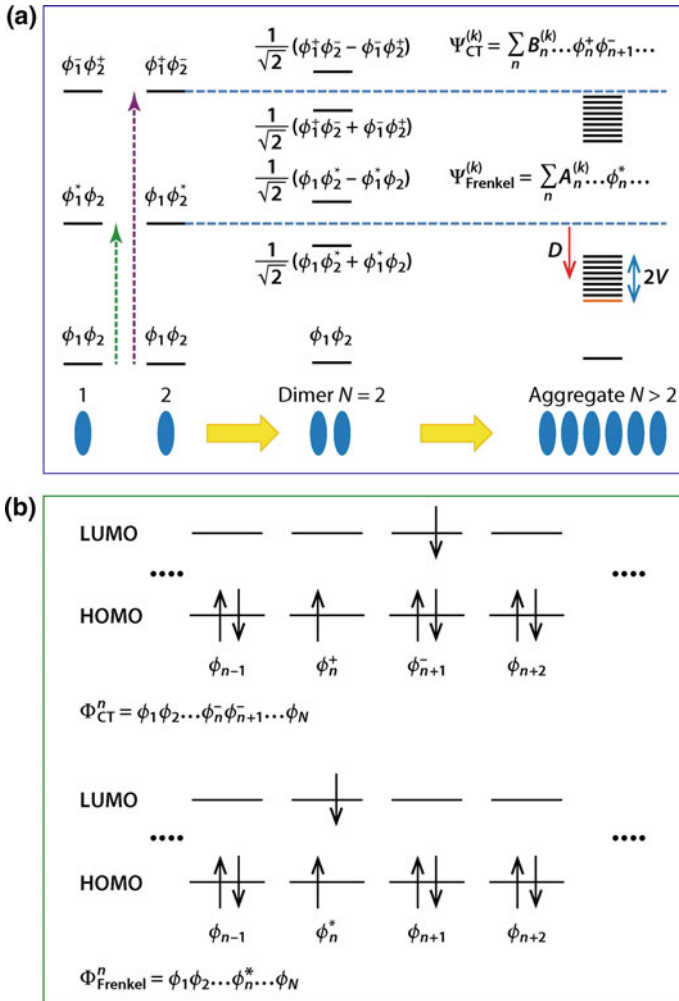 (a)
ϕ₁⁻ϕ₂⁺ ϕ₁⁺ϕ₂⁻
1/√2 (ϕ₁⁺ϕ₂⁻ – ϕ₁⁻ϕ₂⁺)
Ψ_CT^(k) = ∑_n B_n^(k)...ϕ_n⁺ϕ_{n+1}⁻...
1/√2 (ϕ₁⁺ϕ₂⁻ + ϕ₁⁻ϕ₂⁺)
ϕ₁*ϕ₂ ϕ₁ϕ₂*
1/√2 (ϕ₁ϕ₂* – ϕ₁*ϕ₂)
Ψ_Frenkel^(k) = ∑_n A_n^(k)...ϕ_n*...
1/√2 (ϕ₁ϕ₂* + ϕ₁*ϕ₂)
D
2V
ϕ₁ϕ₂ ϕ₁ϕ₂ ϕ₁ϕ₂
1 2 Dimer N = 2 Aggregate N > 2
(b)
LUMO
.... ....
HOMO
ϕ_{n–1} ϕ_n⁺ ϕ_{n+1}⁻ ϕ_{n+2}
Φ_CT^n = ϕ₁ϕ₂...ϕ_n⁻ϕ_{n+1}⁻...ϕ_N
LUMO
.... ....
HOMO
ϕ_{n–1} ϕ_n* ϕ_{n+1} ϕ_{n+2}
Φ_Frenkel^n = ϕ₁ϕ₂...ϕ_n*...ϕ_N